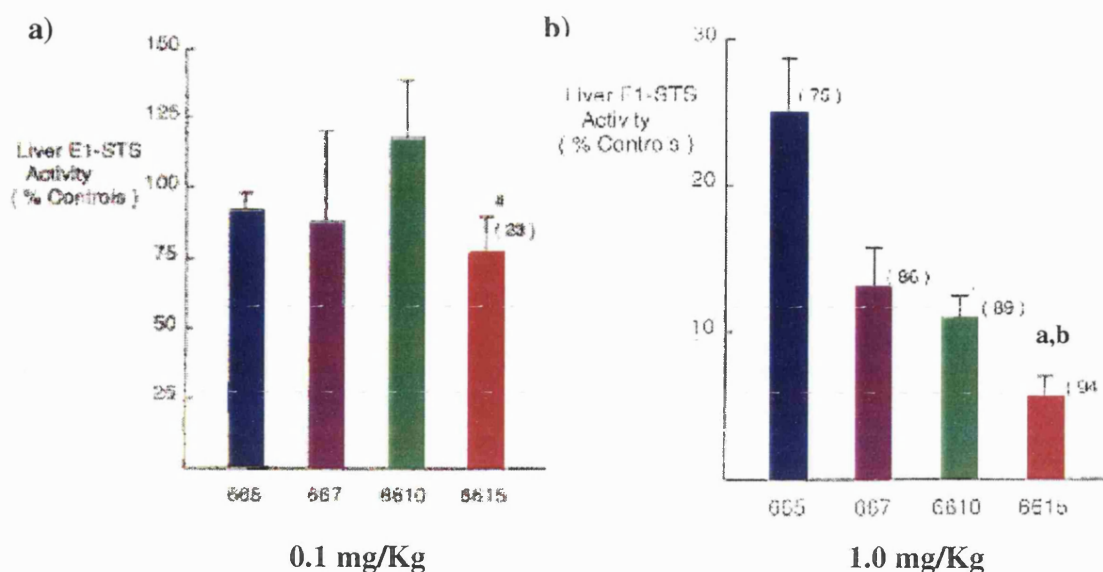 a)
150
125
100
75
50
25
Liver E1-STS
Activity
( % Controls )
(23)
665
667
6610
6615
0.1 mg/Kg
b)
30
20
10
Liver E1-STS
Activity
( % Controls )
(75)
(86)
(89)
a,b
(94
665
667
6610
6615
1.0 mg/Kg